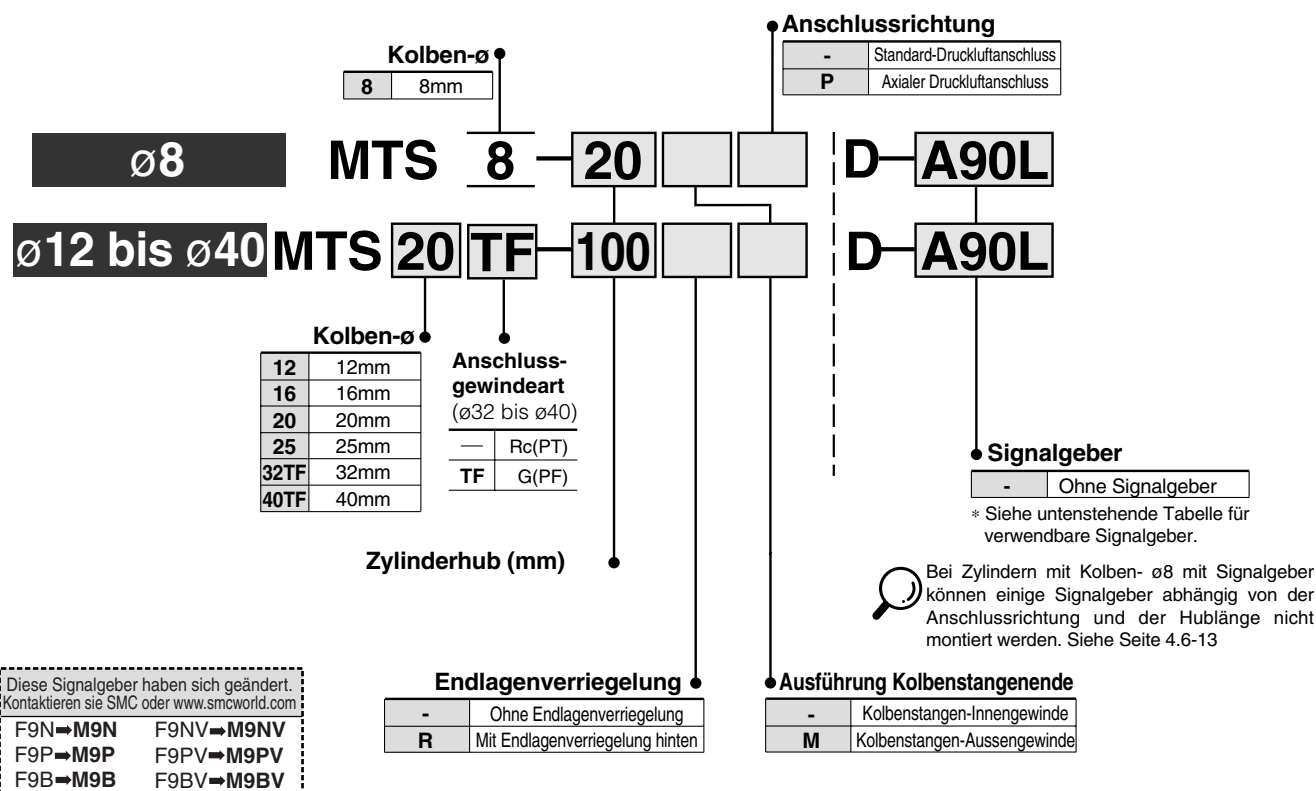 Anschlussrichtung
- Standard-Druckluftanschluss
P Axialer Druckluftanschluss
Kolben-ø
8 8mm
ø8 MTS 8 - 20 D-A90L
ø12 bis ø40 MTS 20 TF-100 D-A90L
Kolben-ø
12 12mm
16 16mm
20 20mm
25 25mm
32TF 32mm
40TF 40mm
Anschluss-
gewindeart
(ø32 bis ø40)
— Rc(PT)
TF G(PF)
Zylinderhub (mm)
Signalgeber
- Ohne Signalgeber
* Siehe untenstehende Tabelle für
verwendbare Signalgeber.
Bei Zylindern mit Kolben- ø8 mit Signalgeber
können einige Signalgeber abhängig von der
Anschlussrichtung und der Hublänge nicht
montiert werden. Siehe Seite 4.6-13
Endlagenverriegelung
- Ohne Endlagenverriegelung
R Mit Endlagenverriegelung hinten
Ausführung Kolbenstangenende
- Kolbenstangen-Innengewinde
M Kolbenstangen-Aussengewinde
Diese Signalgeber haben sich geändert.
Kontaktieren sie SMC oder www.smcworld.com
F9N➡M9N F9NV➡M9NV
F9P➡M9P F9PV➡M9PV
F9B➡M9B F9BV➡M9BV